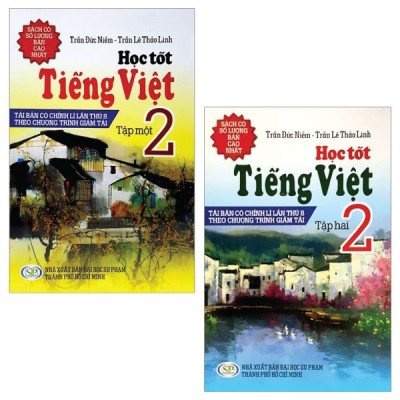 SÁCH CÓ
SỐ LƯỢNG
BÁN
CAO NHẤT
Trần Đức Niềm - Trần Lê Thảo Linh
Học tốt
Tiếng Việt
TÁI BẢN CÓ CHỈNH LÍ LẦN THỨ 8
THEO CHƯƠNG TRÌNH GIẢM TẢI
Tập một
2
NHÀ XUẤT BẢN ĐẠI HỌC SƯ PHẠM
THÀNH PHỐ HỒ CHÍ MINH
SÁCH CÓ
SỐ LƯỢNG
BÁN
CAO NHẤT
Trần Đức Niềm - Trần Lê Thảo Linh
Học tốt
Tiếng Việt
TÁI BẢN CÓ CHỈNH LÍ LẦN THỨ 8
THEO CHƯƠNG TRÌNH GIẢM TẢI
Tập hai
2
NHÀ XUẤT BẢN ĐẠI HỌC SƯ PHẠM
THÀNH PHỐ HỒ CHÍ MINH